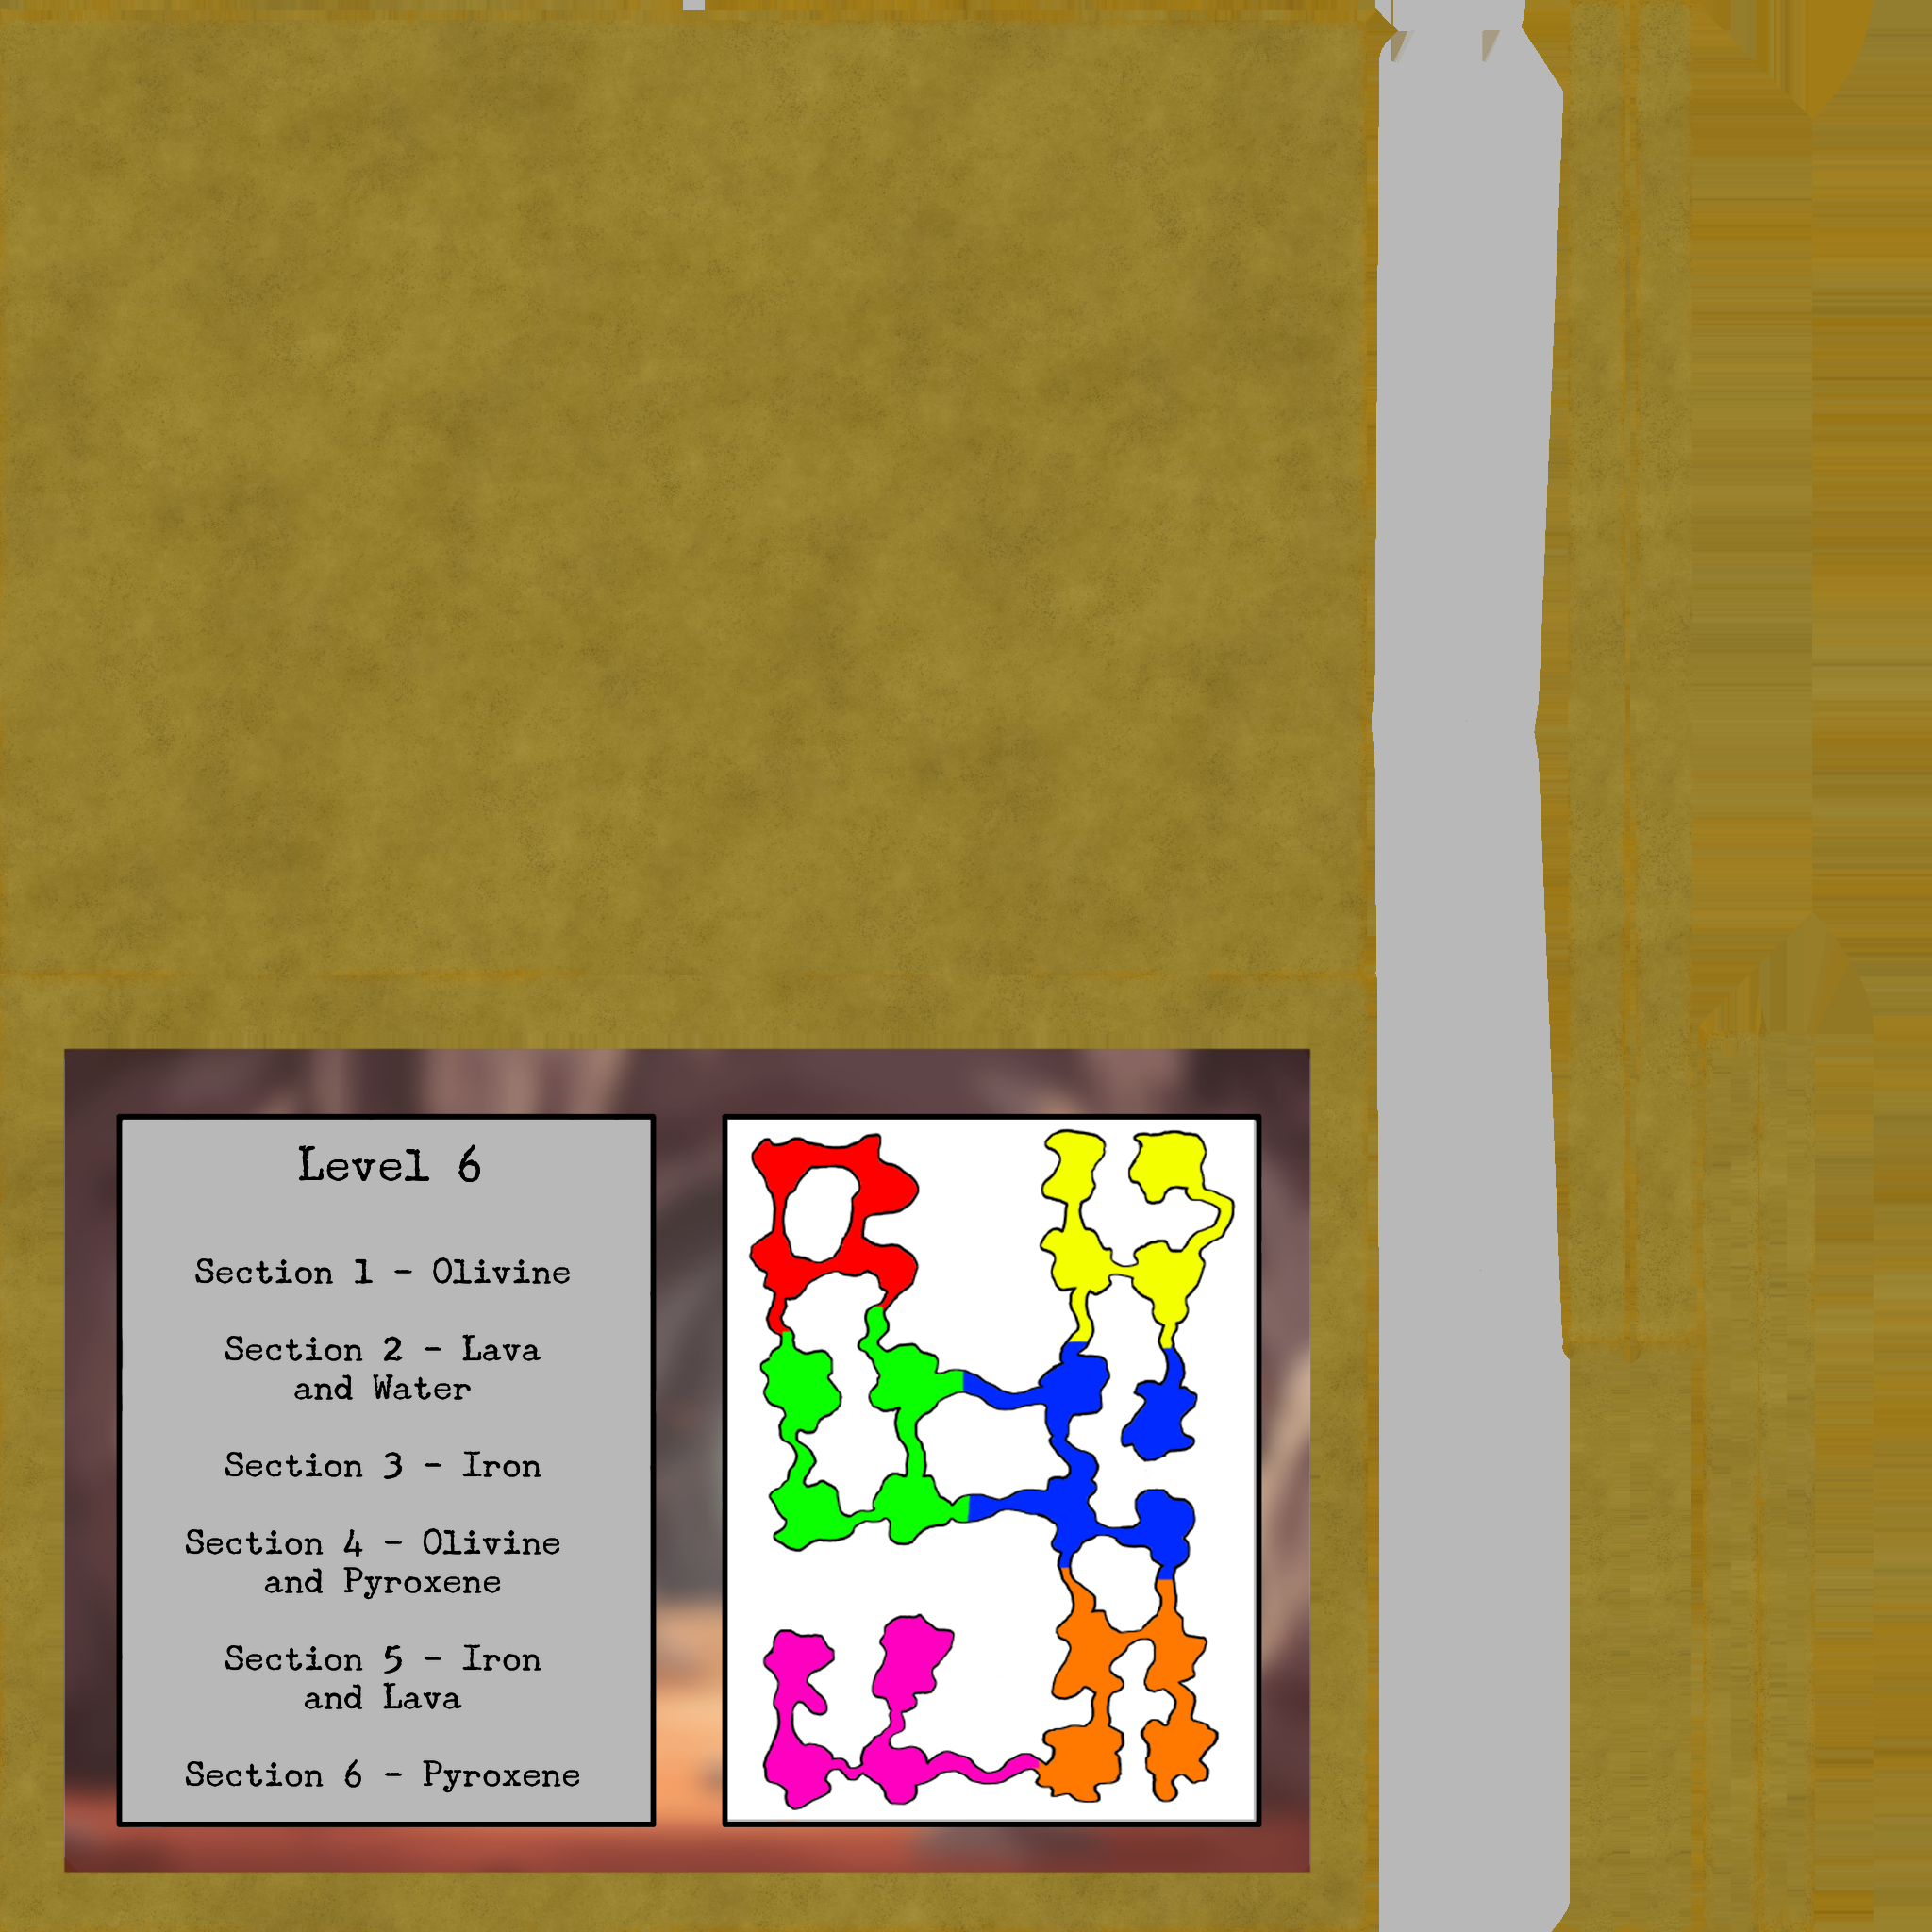 Level 6
Section 1 - Olivine
Section 2 - Lava
and Water
Section 3 - Iron
Section 4 - Olivine
and Pyroxene
Section 5 - Iron
and Lava
Section 6 - Pyroxene